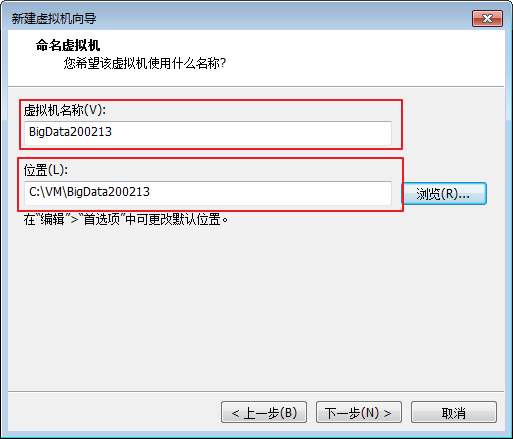 新建虚拟机向导
命名虚拟机
您希望该虚拟机使用什么名称?
虚拟机名称(V):
BigData200213
位置(L):
C:\VM\BigData200213
浏览(R)...
在“编辑”>“首选项”中可更改默认位置。
< 上一步(B)
下一步(N) >
取消